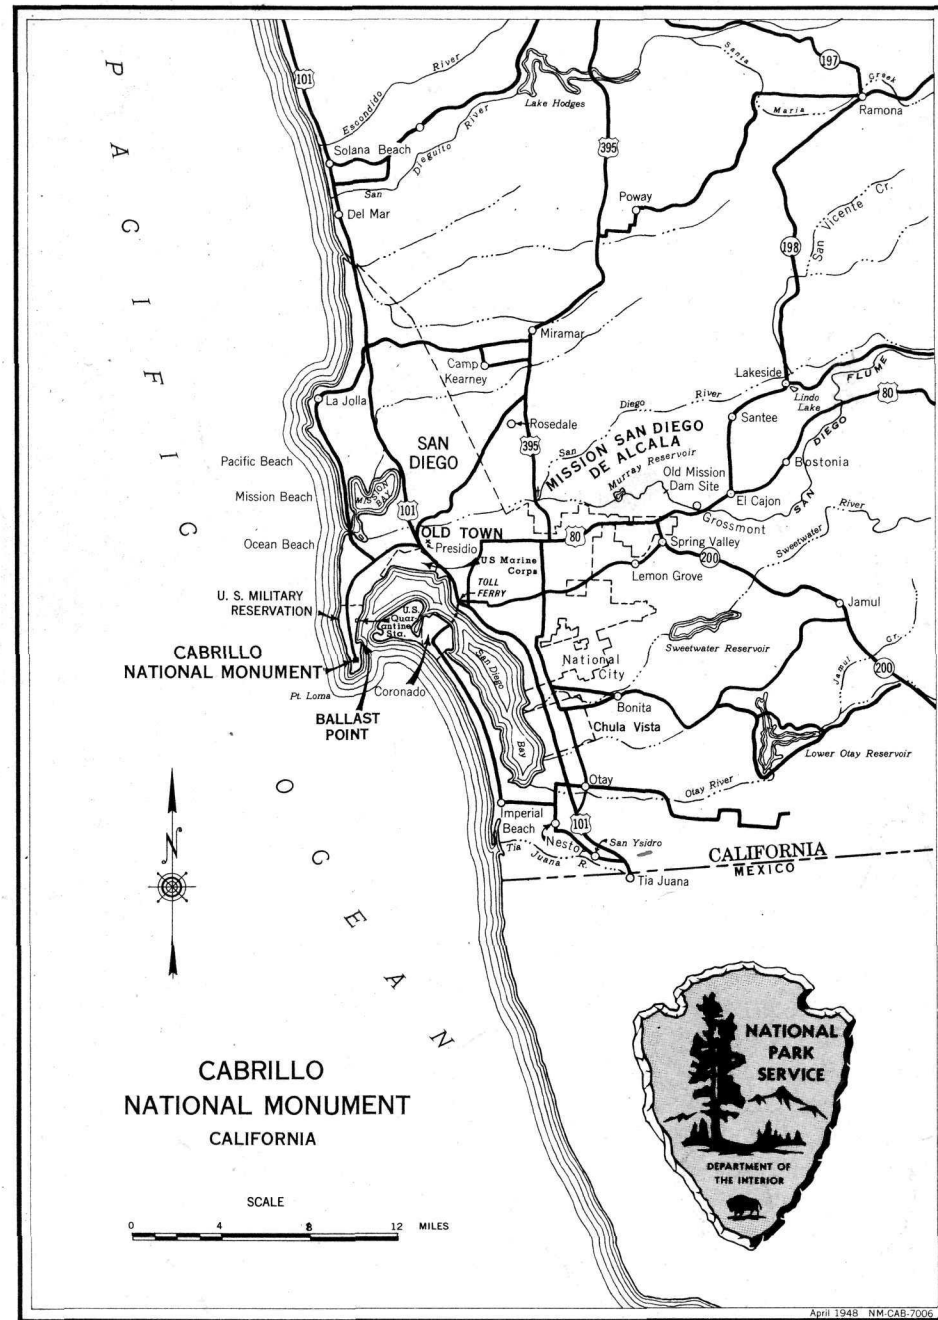 PACIFIC OCEAN
101
Escondido River
Lake Hodges
Santa
Maria
Creek
197
Ramona
Solana Beach
San Dieguito River
395
Del Mar
Poway
198
San Vicente Cr.
Miramar
Camp
Kearney
La Jolla
Lakeside
Lindo
Lake
FLUME
80
San Diego River
Santee
Rosedale
395
MISSION SAN DIEGO
DE ALCALA
Murray Reservoir
SAN
DIEGO
Pacific Beach
MISSION
BAY
Old Mission
Dam Site
Bostonia
SAN DIEGO
Mission Beach
101
El Cajon
Grossmont
Sweetwater River
OLD TOWN
Presidio
80
Spring Valley
Ocean Beach
US Marine
Corps
200
Lemon Grove
TOLL
FERRY
U. S. MILITARY
RESERVATION
U.S.
Quar-
antine
Sta.
Jamul
CABRILLO
NATIONAL MONUMENT
San Diego Bay
National
City
Sweetwater Reservoir
Jamul Cr.
200
Pt. Loma
Coronado
Bonita
BALLAST
POINT
Chula Vista
Lower Otay Reservoir
Otay
Otay River
Imperial
Beach
101
Nestor
San Ysidro
Tia Juana R.
CALIFORNIA
MEXICO
Tia Juana
N
CABRILLO
NATIONAL MONUMENT
CALIFORNIA
NATIONAL
PARK
SERVICE
DEPARTMENT OF
THE INTERIOR
SCALE
0 4 8 12 MILES
April 1948 NM-CAB-7006